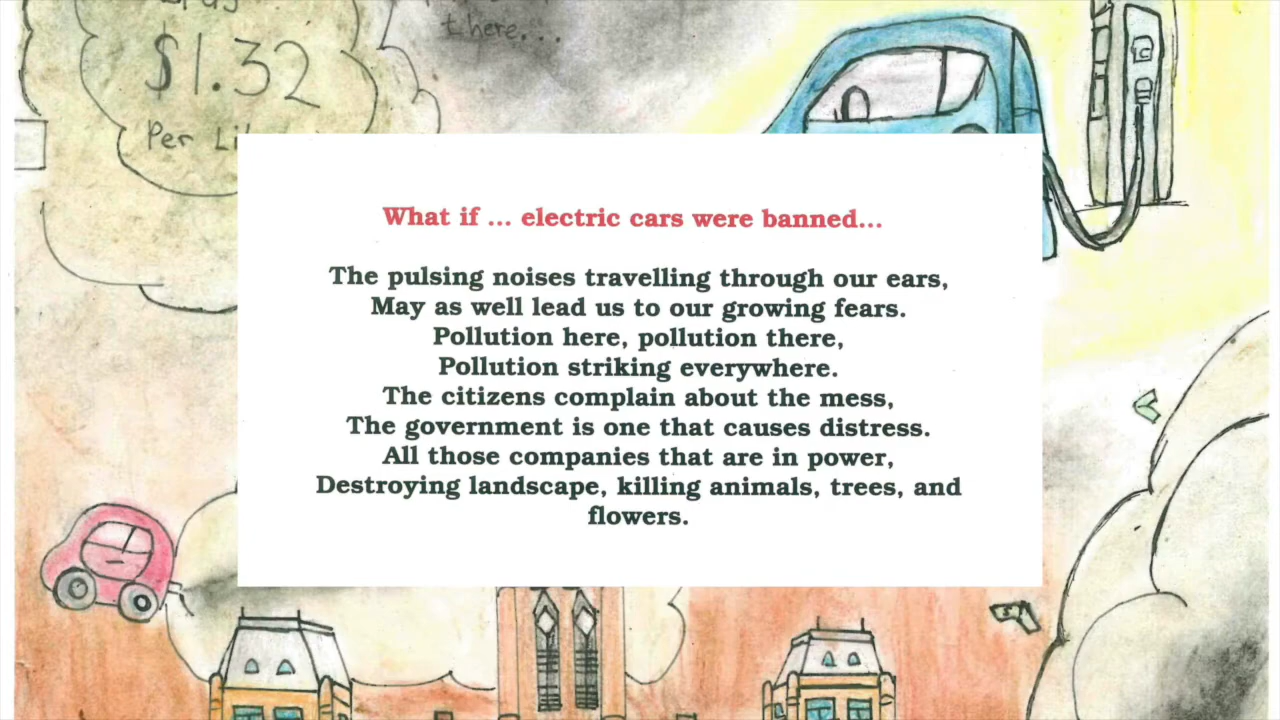 $1.32
there...
Per
What if ... electric cars were banned...
The pulsing noises travelling through our ears,
May as well lead us to our growing fears.
Pollution here, pollution there,
Pollution striking everywhere.
The citizens complain about the mess,
The government is one that causes distress.
All those companies that are in power,
Destroying landscape, killing animals, trees, and
flowers.